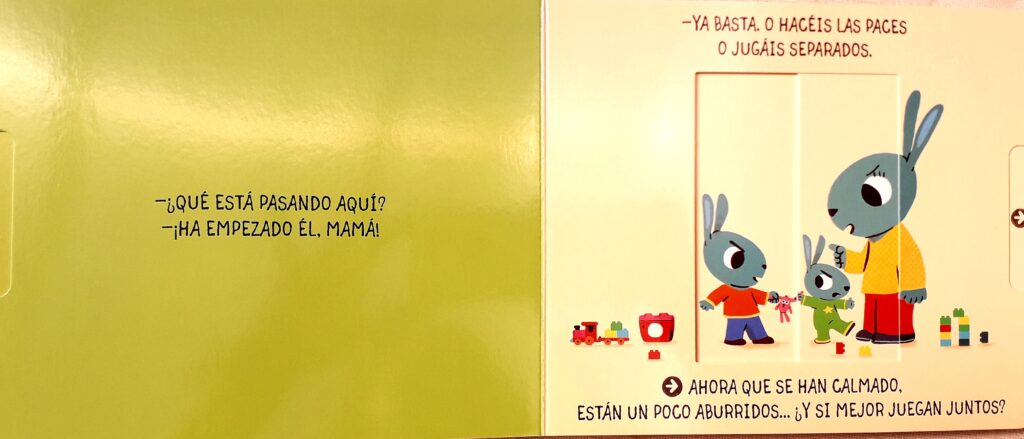 —¿QUÉ ESTÁ PASANDO AQUÍ?
—¡HA EMPEZADO ÉL, MAMÁ!
—YA BASTA. O HACÉIS LAS PACES
O JUGÁIS SEPARADOS.
AHORA QUE SE HAN CALMADO,
ESTÁN UN POCO ABURRIDOS... ¿Y SI MEJOR JUEGAN JUNTOS?